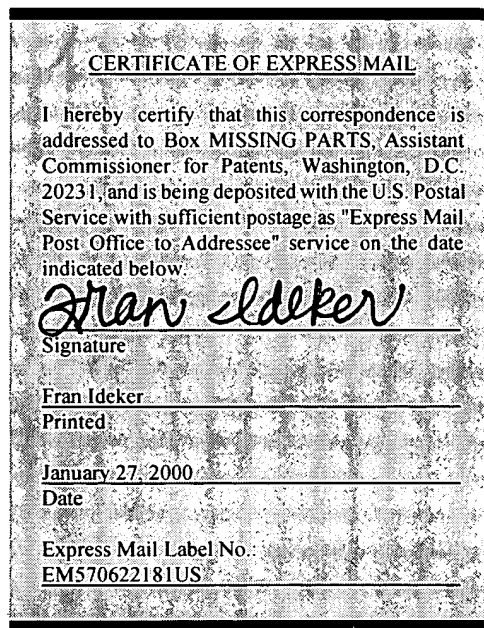 CERTIFICATE OF EXPRESS MAIL
I hereby certify that this correspondence is
addressed to Box MISSING PARTS, Assistant
Commissioner for Patents, Washington, D.C.
20231, and is being deposited with the U.S. Postal
Service with sufficient postage as "Express Mail
Post Office to Addressee" service on the date
indicated below.
Fran Ideker
Signature
Fran Ideker
Printed
January 27, 2000
Date
Express Mail Label No.:
EM570622181US